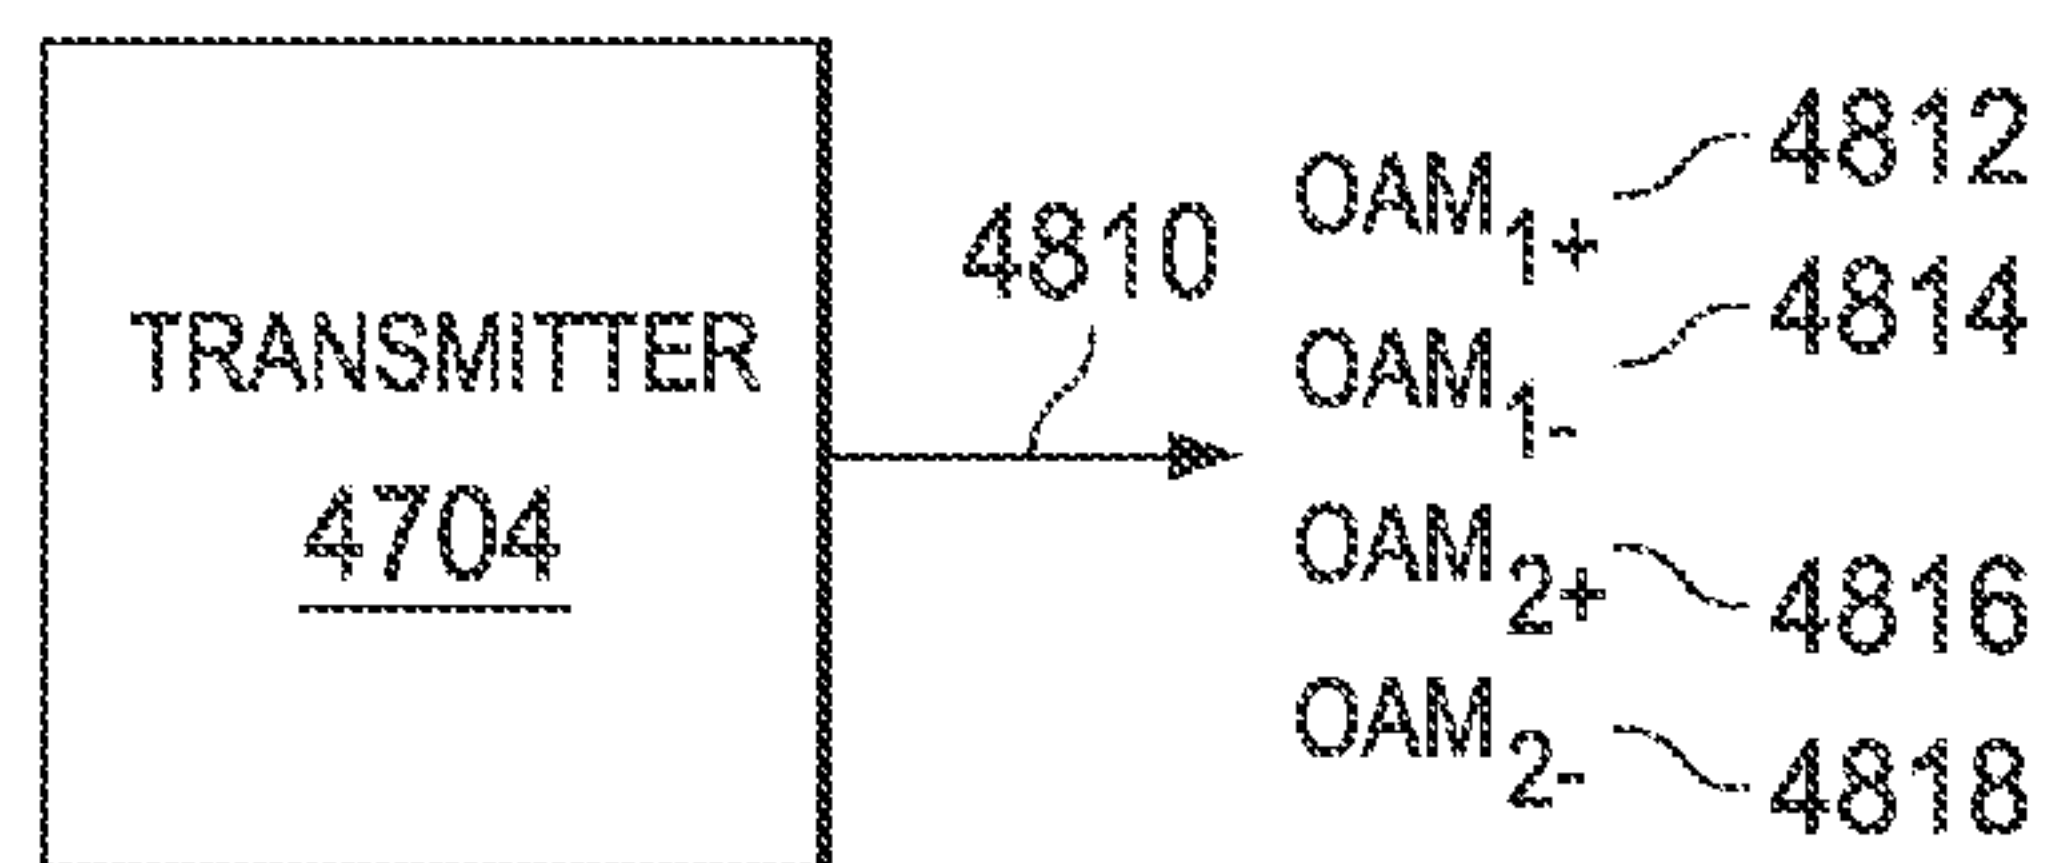 TRANSMITTER
4704
4810
OAM1+ 4812
OAM1- 4814
OAM2+ 4816
OAM2- 4818